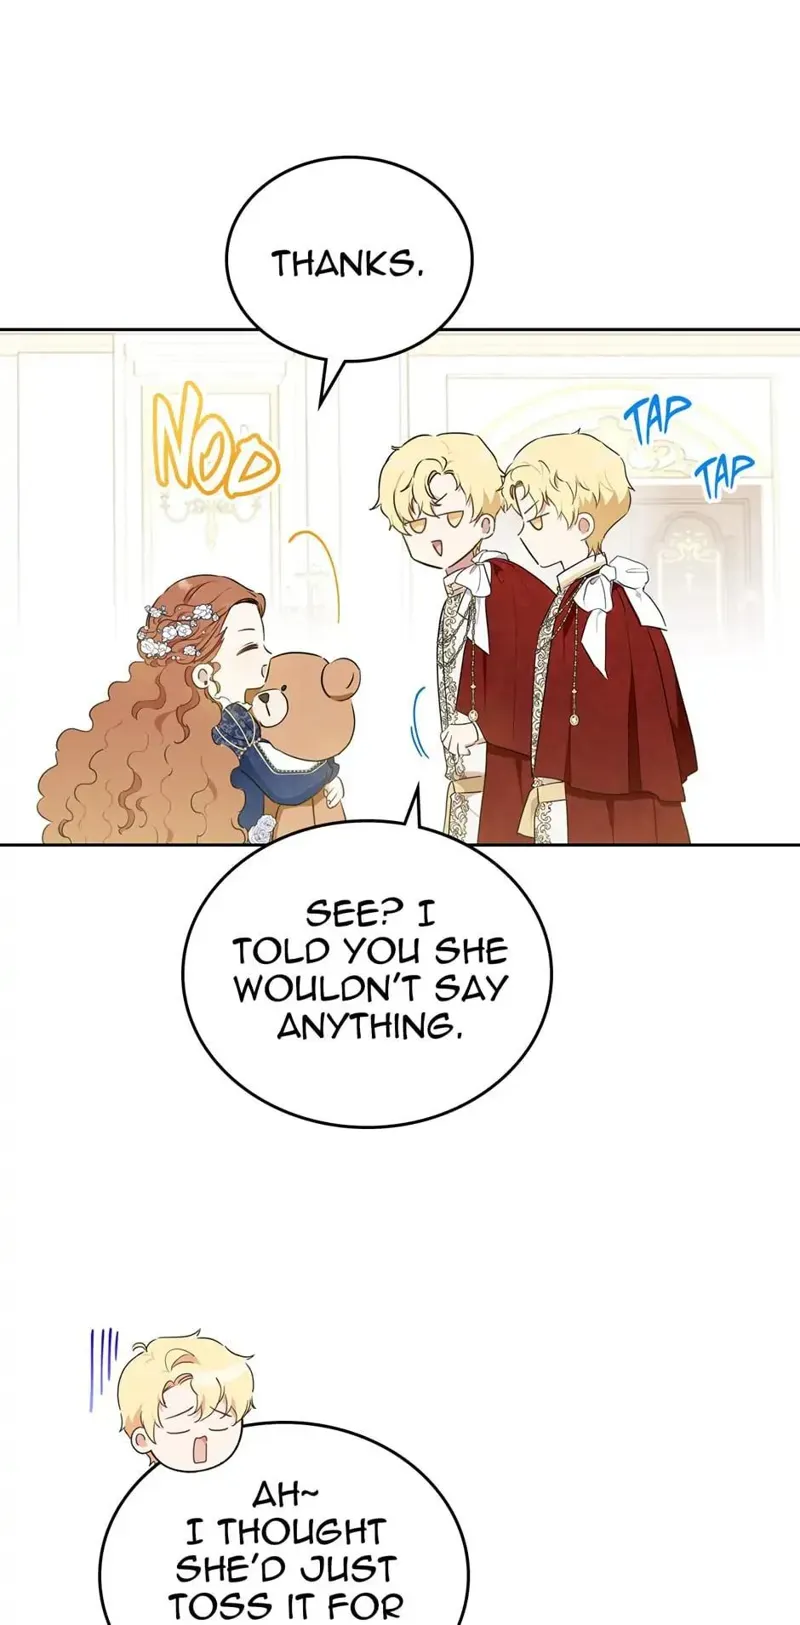 THANKS.
NOD
TAP
TAP
SEE? I
TOLD YOU SHE
WOULDN'T SAY
ANYTHING.
AH~
I THOUGHT
SHE'D JUST
TOSS IT FOR